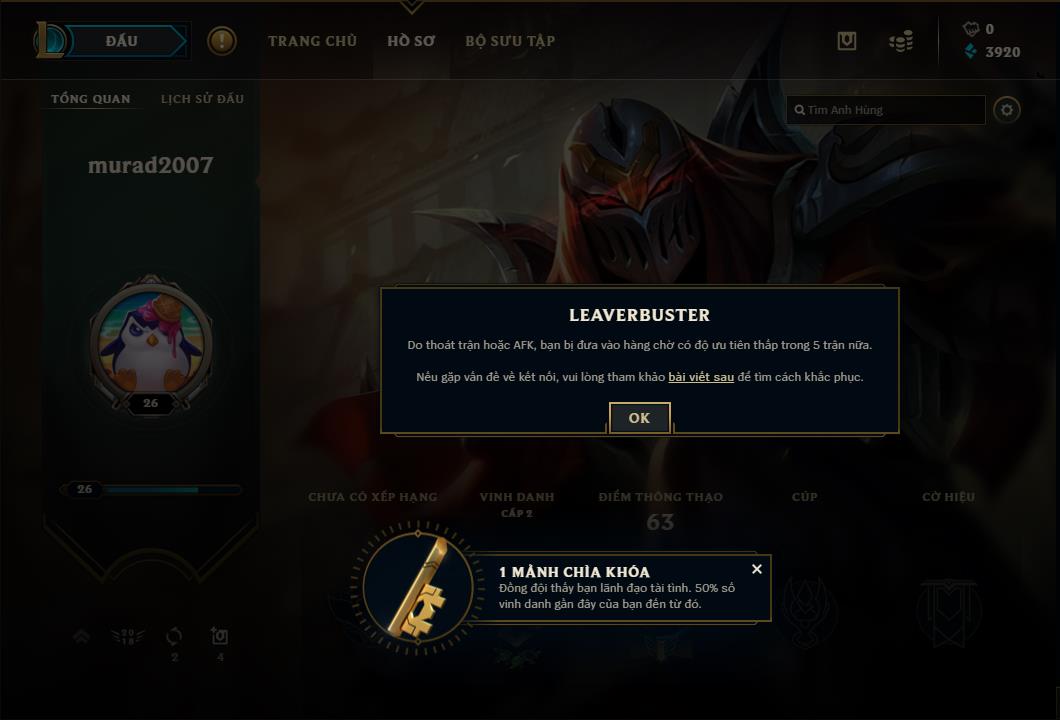 ĐẤU
TRANG CHỦ
HỒ SƠ
BỘ SƯU TẬP
0
3920
TỔNG QUAN
LỊCH SỬ ĐẤU
Tìm Anh Hùng
murad2007
LEAVERBUSTER
Do thoát trận hoặc AFK, bạn bị đưa vào hàng chờ có độ ưu tiên thấp trong 5 trận nữa.
Nếu gặp vấn đề về kết nối, vui lòng tham khảo bài viết sau để tìm cách khắc phục.
OK
26
26
CHƯA CÓ XẾP HẠNG
VINH DANH
CẤP 2
ĐIỂM THÔNG THẠO
63
CÚP
CỜ HIỆU
1 MẢNH CHÌA KHÓA
Đồng đội thấy bạn lãnh đạo tài tình. 50% số
vinh danh gần đây của bạn đến từ đó.
2018
2
4